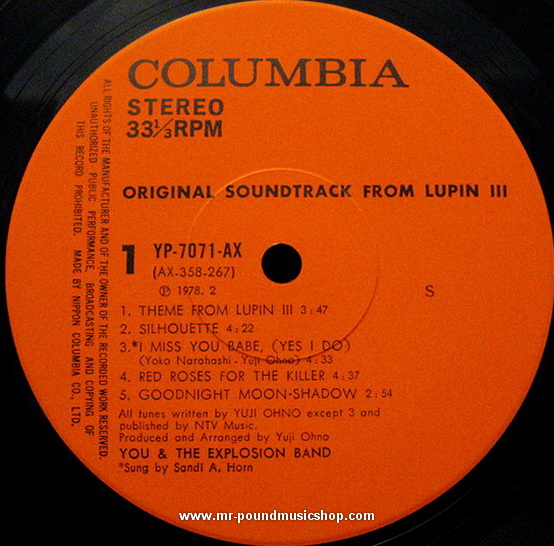 COLUMBIA
STEREO
33⅓RPM
ORIGINAL SOUNDTRACK FROM LUPIN III
1 YP-7071-AX
(AX-358-267)
Ⓟ 1978. 2
S
1. THEME FROM LUPIN III 3:47
2. SILHOUETTE 4:22
3.*I MISS YOU BABE, (YES I DO)
(Yoko Narahashi - Yuji Ohno) 4:33
4. RED ROSES FOR THE KILLER 4:37
5. GOODNIGHT MOON-SHADOW 2:54
All tunes written by YUJI OHNO except 3 and
published by NTV Music.
Produced and Arranged by Yuji Ohno
YOU & THE EXPLOSION BAND
*Sung by Sandi A. Horn
ALL RIGHTS OF THE MANUFACTURER AND OF THE OWNER OF THE RECORDED WORK RESERVED.
UNAUTHORIZED PUBLIC PERFORMANCE, BROADCASTING AND COPYING OF
THIS RECORD PROHIBITED. MADE BY NIPPON COLUMBIA CO., LTD.
www.mr-poundmusicshop.com